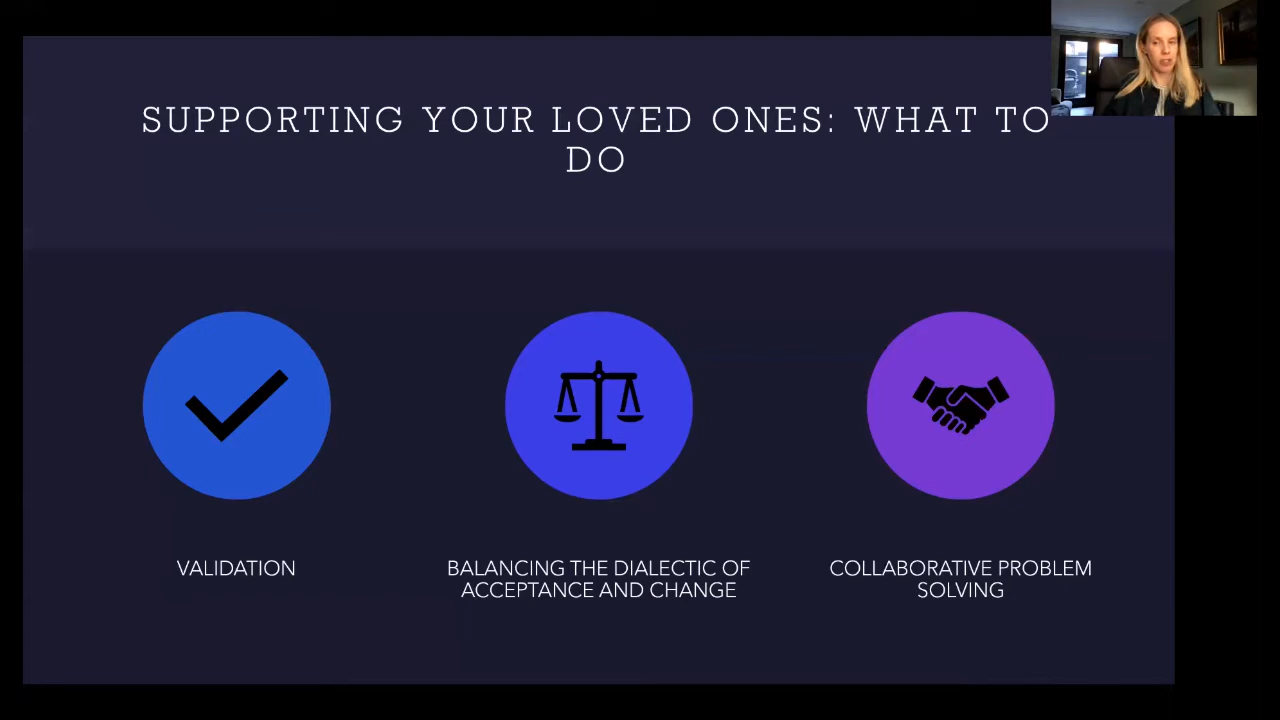 SUPPORTING YOUR LOVED ONES: WHAT TO
DO
VALIDATION
BALANCING THE DIALECTIC OF
ACCEPTANCE AND CHANGE
COLLABORATIVE PROBLEM
SOLVING